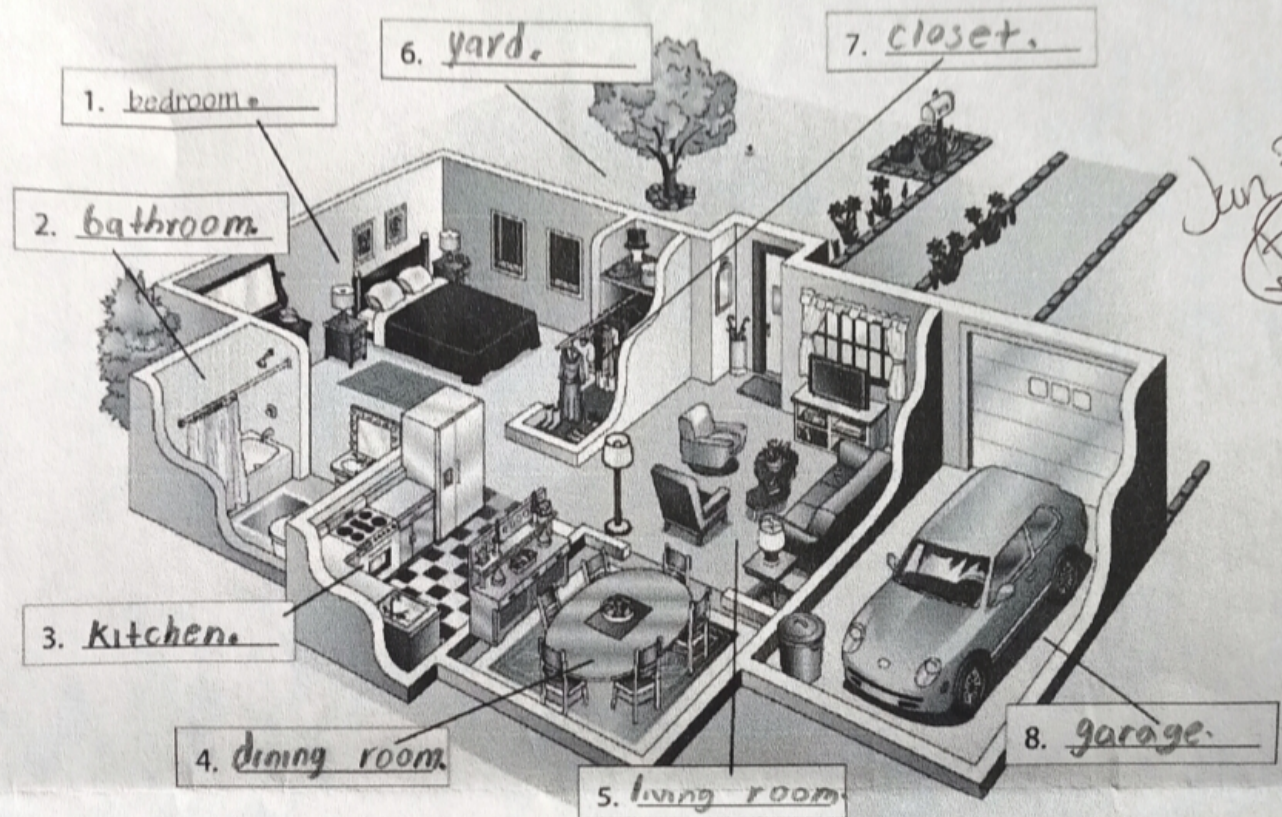 6. yard.
7. closet.
1. bedroom.
2. bathroom.
3. kitchen.
4. dining room.
5. living room.
8. garage.